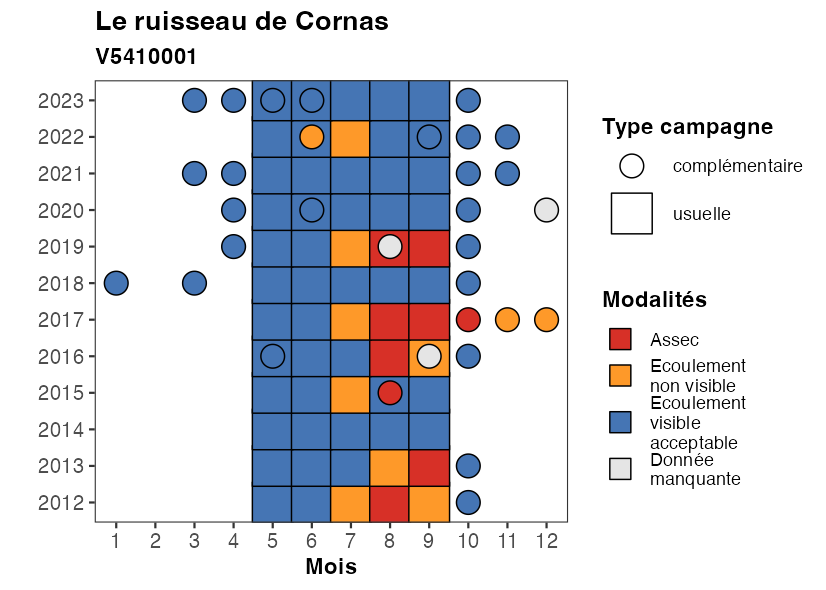 Le ruisseau de Cornas
V5410001
2023
2022
2021
2020
2019
2018
2017
2016
2015
2014
2013
2012
1 2 3 4 5 6 7 8 9 10 11 12
Mois
Type campagne
complémentaire
usuelle
Modalités
Assec
Ecoulement
non visible
Ecoulement
visible
acceptable
Donnée
manquante